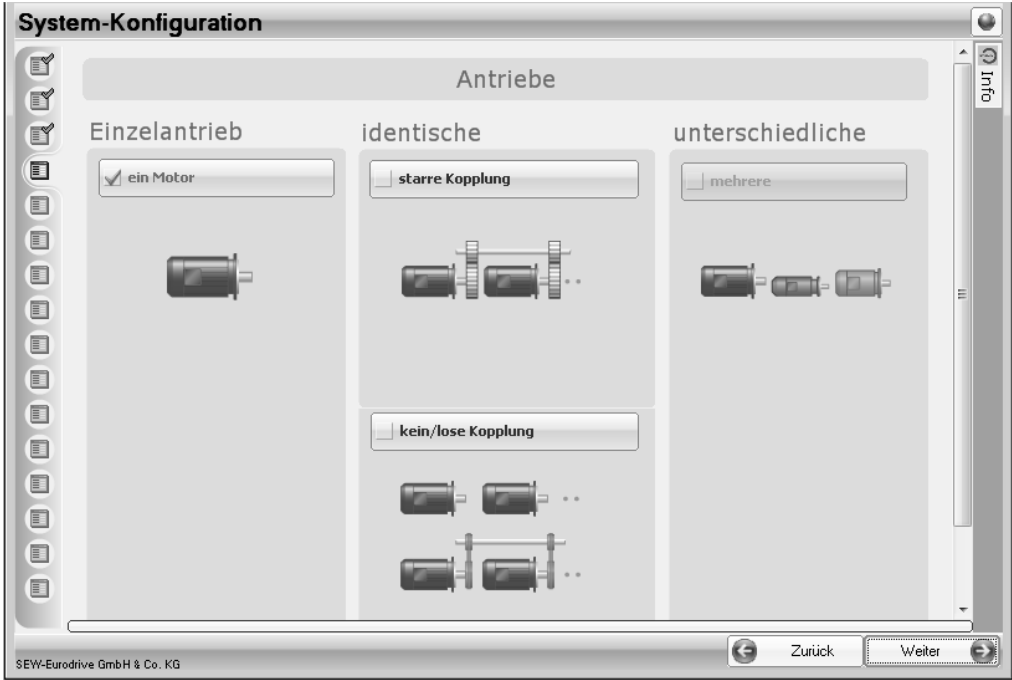 System-Konfiguration
Info
Antriebe
Einzelantrieb
identische
unterschiedliche
ein Motor
starre Kopplung
mehrere
kein/lose Kopplung
Zurück
Weiter
SEW-Eurodrive GmbH & Co. KG